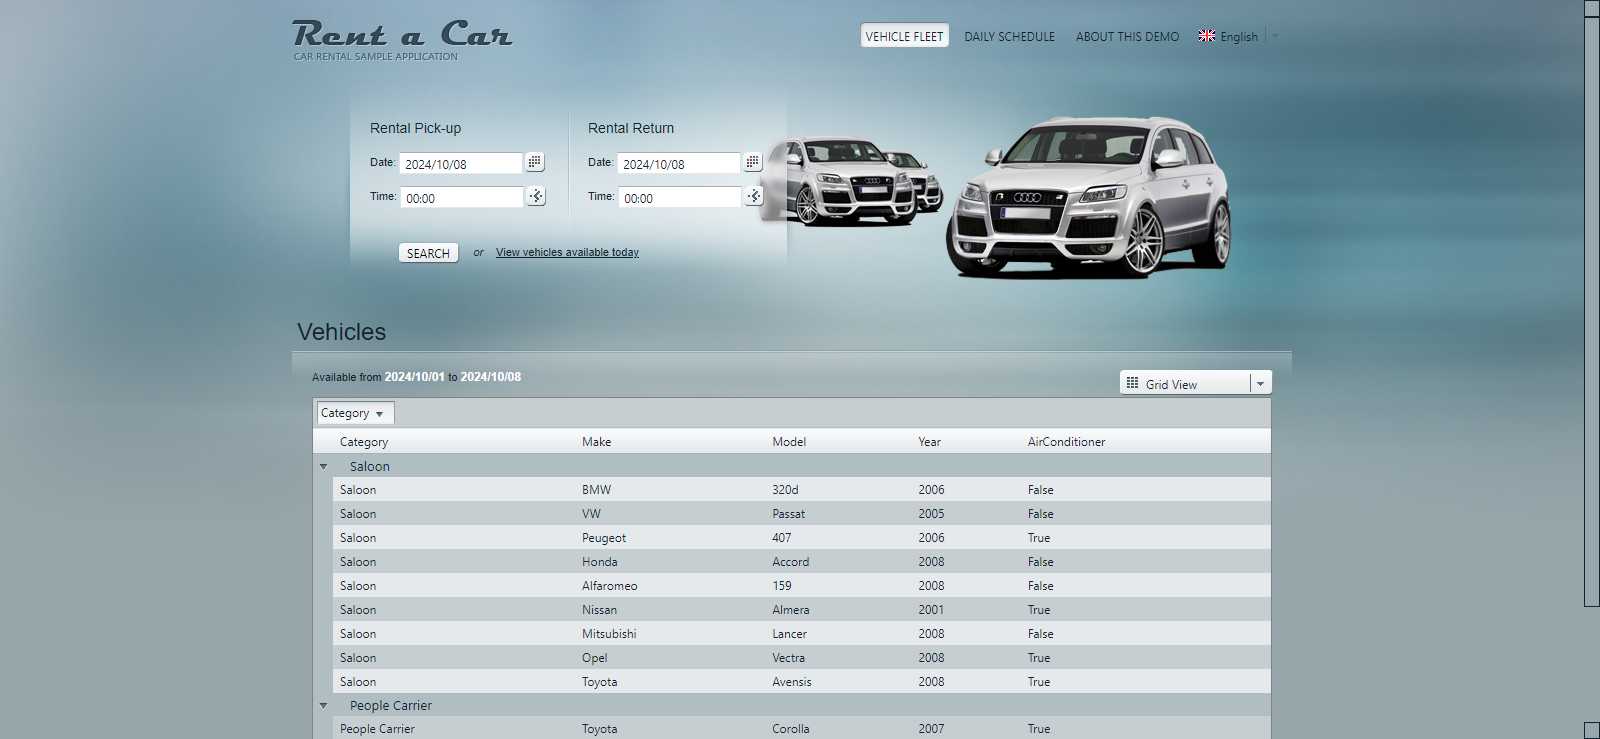 Rent a Car
CAR RENTAL SAMPLE APPLICATION
VEHICLE FLEET DAILY SCHEDULE ABOUT THIS DEMO English
Rental Pick-up Rental Return
Date: 2024/10/08 Date: 2024/10/08
Time: 00:00 Time: 00:00
SEARCH or View vehicles available today
Vehicles
Available from 2024/10/01 to 2024/10/08
Grid View
Category
Category Make Model Year AirConditioner
Saloon
Saloon BMW 320d 2006 False
Saloon VW Passat 2005 False
Saloon Peugeot 407 2006 True
Saloon Honda Accord 2008 False
Saloon Alfaromeo 159 2008 False
Saloon Nissan Almera 2001 True
Saloon Mitsubishi Lancer 2008 False
Saloon Opel Vectra 2008 True
Saloon Toyota Avensis 2008 True
People Carrier
People Carrier Toyota Corolla 2007 True